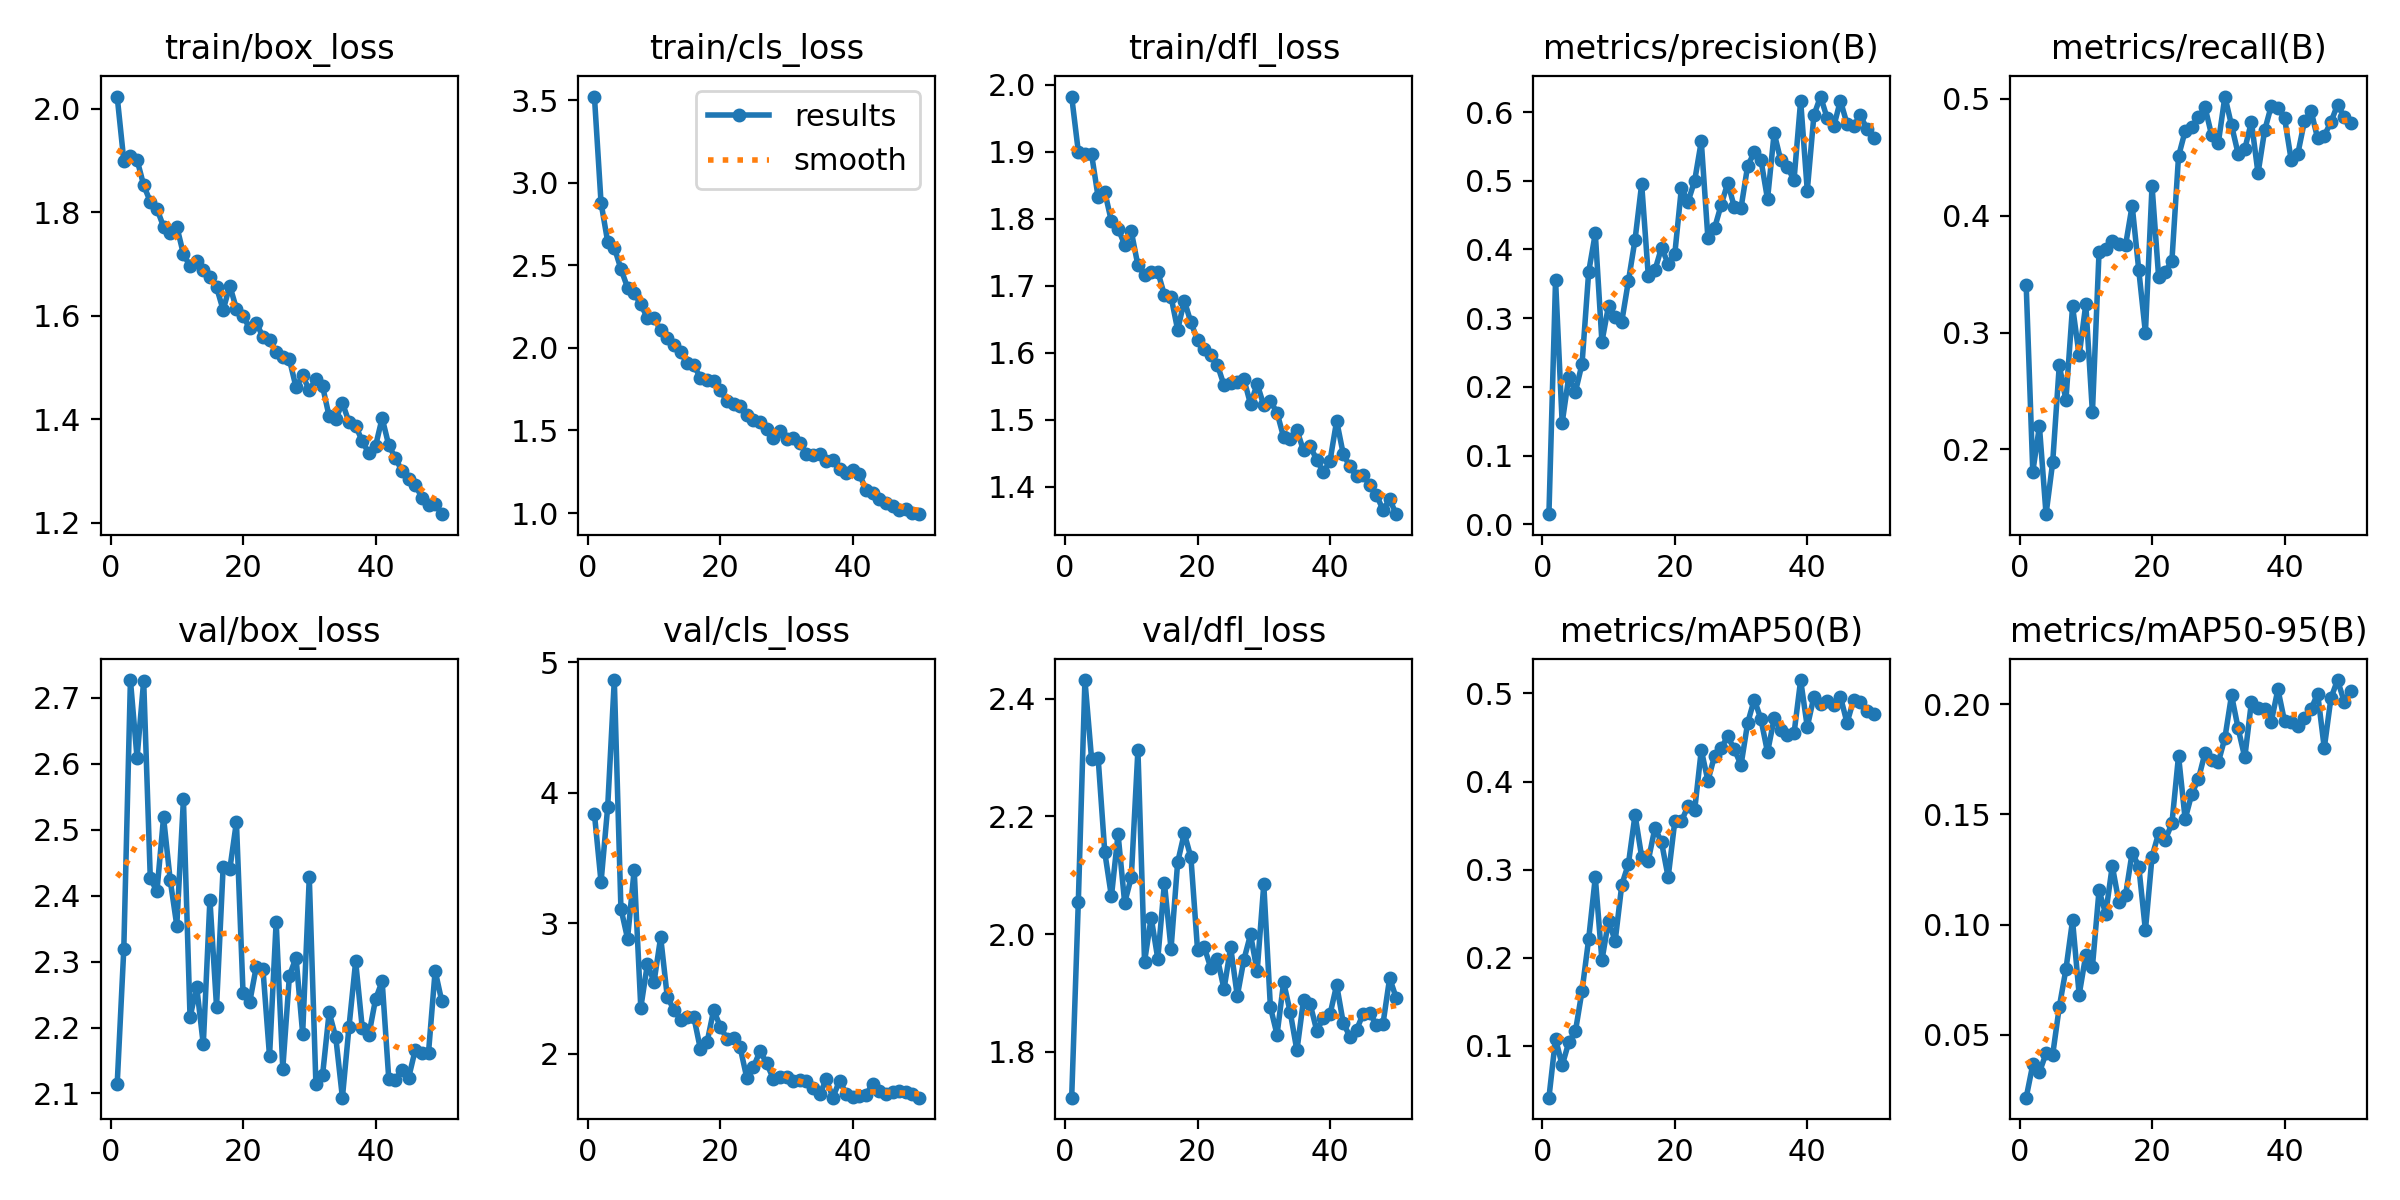 train/box_loss
2.0
1.8
1.6
1.4
1.2
0 20 40
train/cls_loss
results
smooth
3.5
3.0
2.5
2.0
1.5
1.0
0 20 40
train/dfl_loss
2.0
1.9
1.8
1.7
1.6
1.5
1.4
0 20 40
metrics/precision(B)
0.6
0.5
0.4
0.3
0.2
0.1
0.0
0 20 40
metrics/recall(B)
0.5
0.4
0.3
0.2
0 20 40
val/box_loss
2.7
2.6
2.5
2.4
2.3
2.2
2.1
0 20 40
val/cls_loss
5
4
3
2
0 20 40
val/dfl_loss
2.4
2.2
2.0
1.8
0 20 40
metrics/mAP50(B)
0.5
0.4
0.3
0.2
0.1
0 20 40
metrics/mAP50-95(B)
0.20
0.15
0.10
0.05
0 20 40